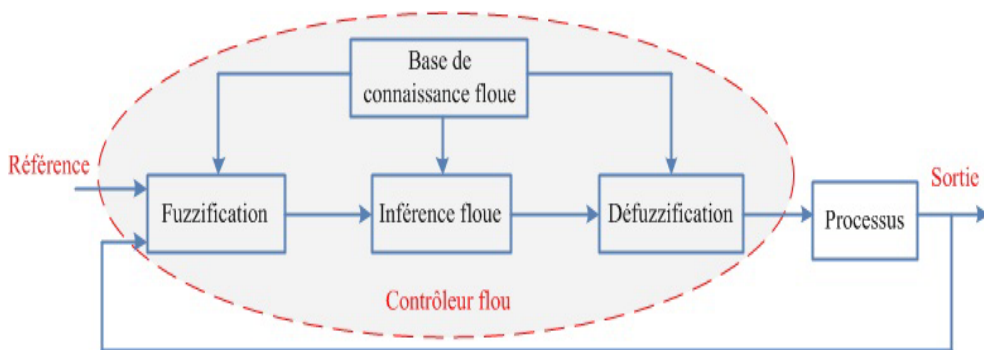 Base de
connaissance floue
Référence
Fuzzification
Inférence floue
Défuzzification
Processus
Sortie
Contrôleur flou